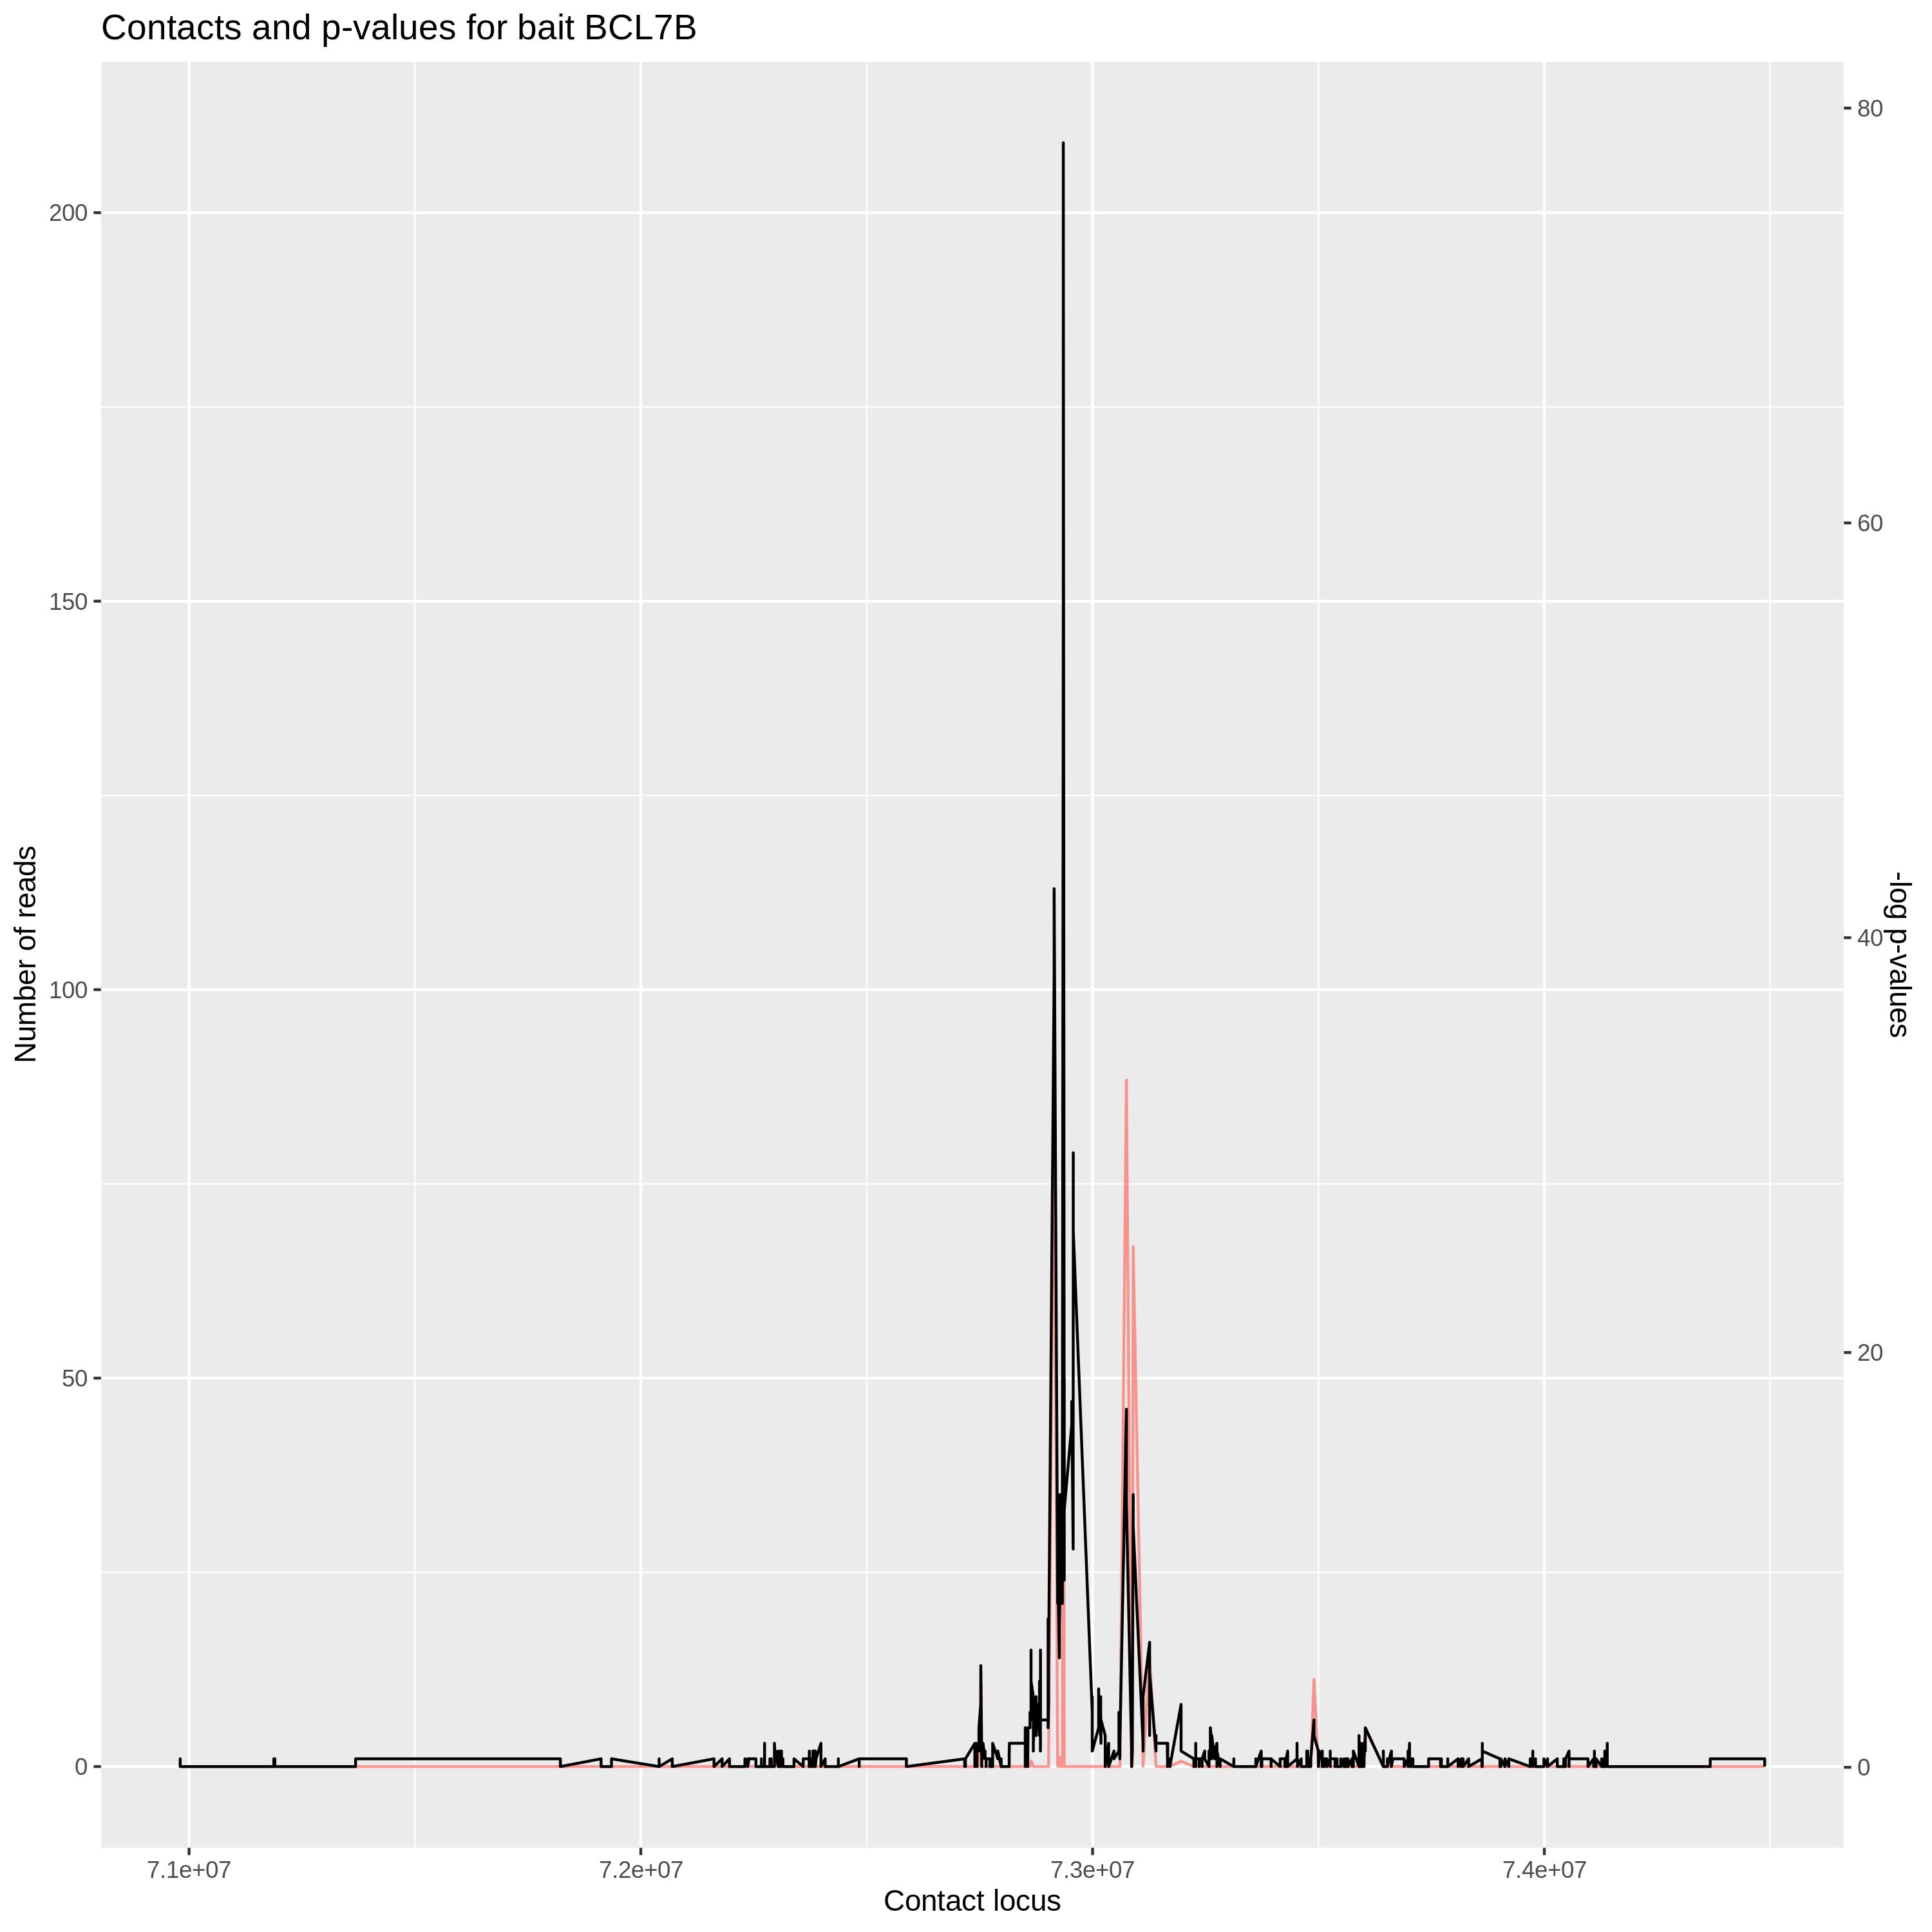 Contacts and p-values for bait BCL7B
Number of reads
200
150
100
50
0
80
60
40
20
0
-log p-values
7.1e+07
7.2e+07
7.3e+07
7.4e+07
Contact locus